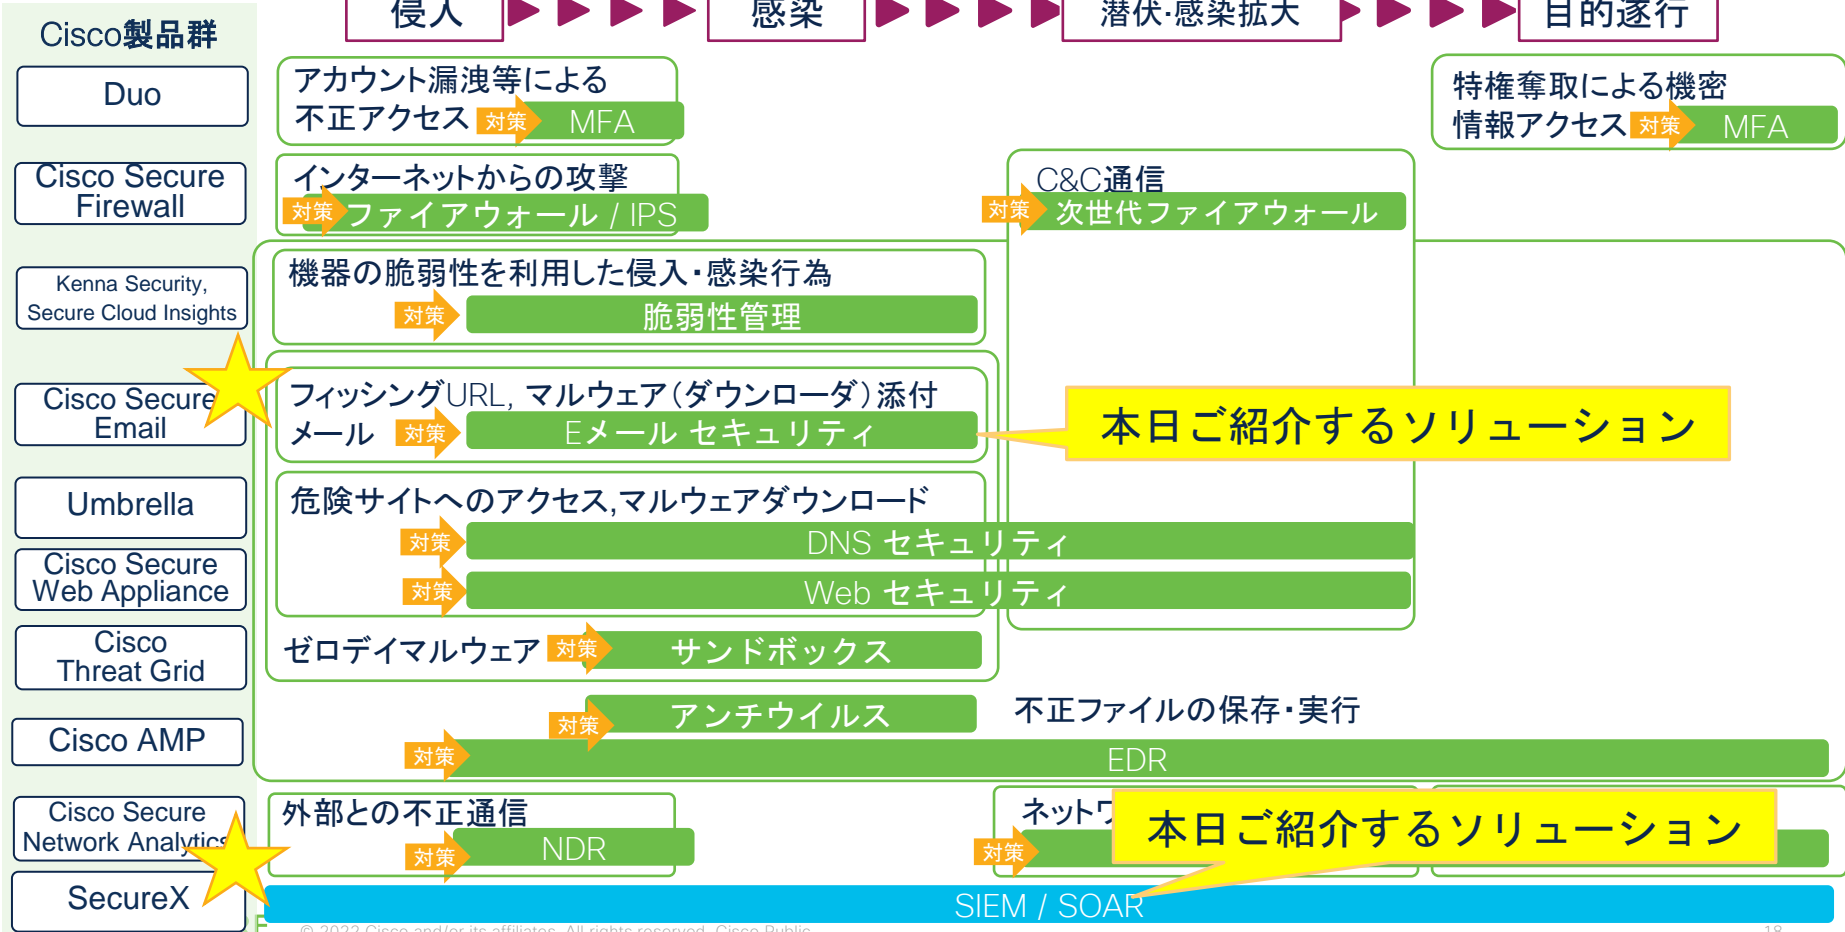 Cisco製品群
侵入
感染
潜伏・感染拡大
目的遂行
Duo
アカウント漏洩等による
不正アクセス 対策 MFA
特権奪取による機密
情報アクセス 対策 MFA
Cisco Secure
Firewall
インターネットからの攻撃
対策 ファイアウォール / IPS
C&C通信
対策 次世代ファイアウォール
Kenna Security,
Secure Cloud Insights
機器の脆弱性を利用した侵入・感染行為
対策 脆弱性管理
Cisco Secure
Email
フィッシングURL, マルウェア(ダウンローダ)添付
メール 対策 Eメール セキュリティ
本日ご紹介するソリューション
Umbrella
危険サイトへのアクセス,マルウェアダウンロード
対策 DNS セキュリティ
Cisco Secure
Web Appliance
対策 Web セキュリティ
Cisco
Threat Grid
ゼロデイマルウェア 対策 サンドボックス
対策 アンチウイルス
不正ファイルの保存・実行
Cisco AMP
対策 EDR
Cisco Secure
Network Analytics
外部との不正通信
対策 NDR
ネットワ
対策
本日ご紹介するソリューション
SecureX
SIEM / SOAR
© 2022 Cisco and/or its affiliates. All rights reserved. Cisco Public
18